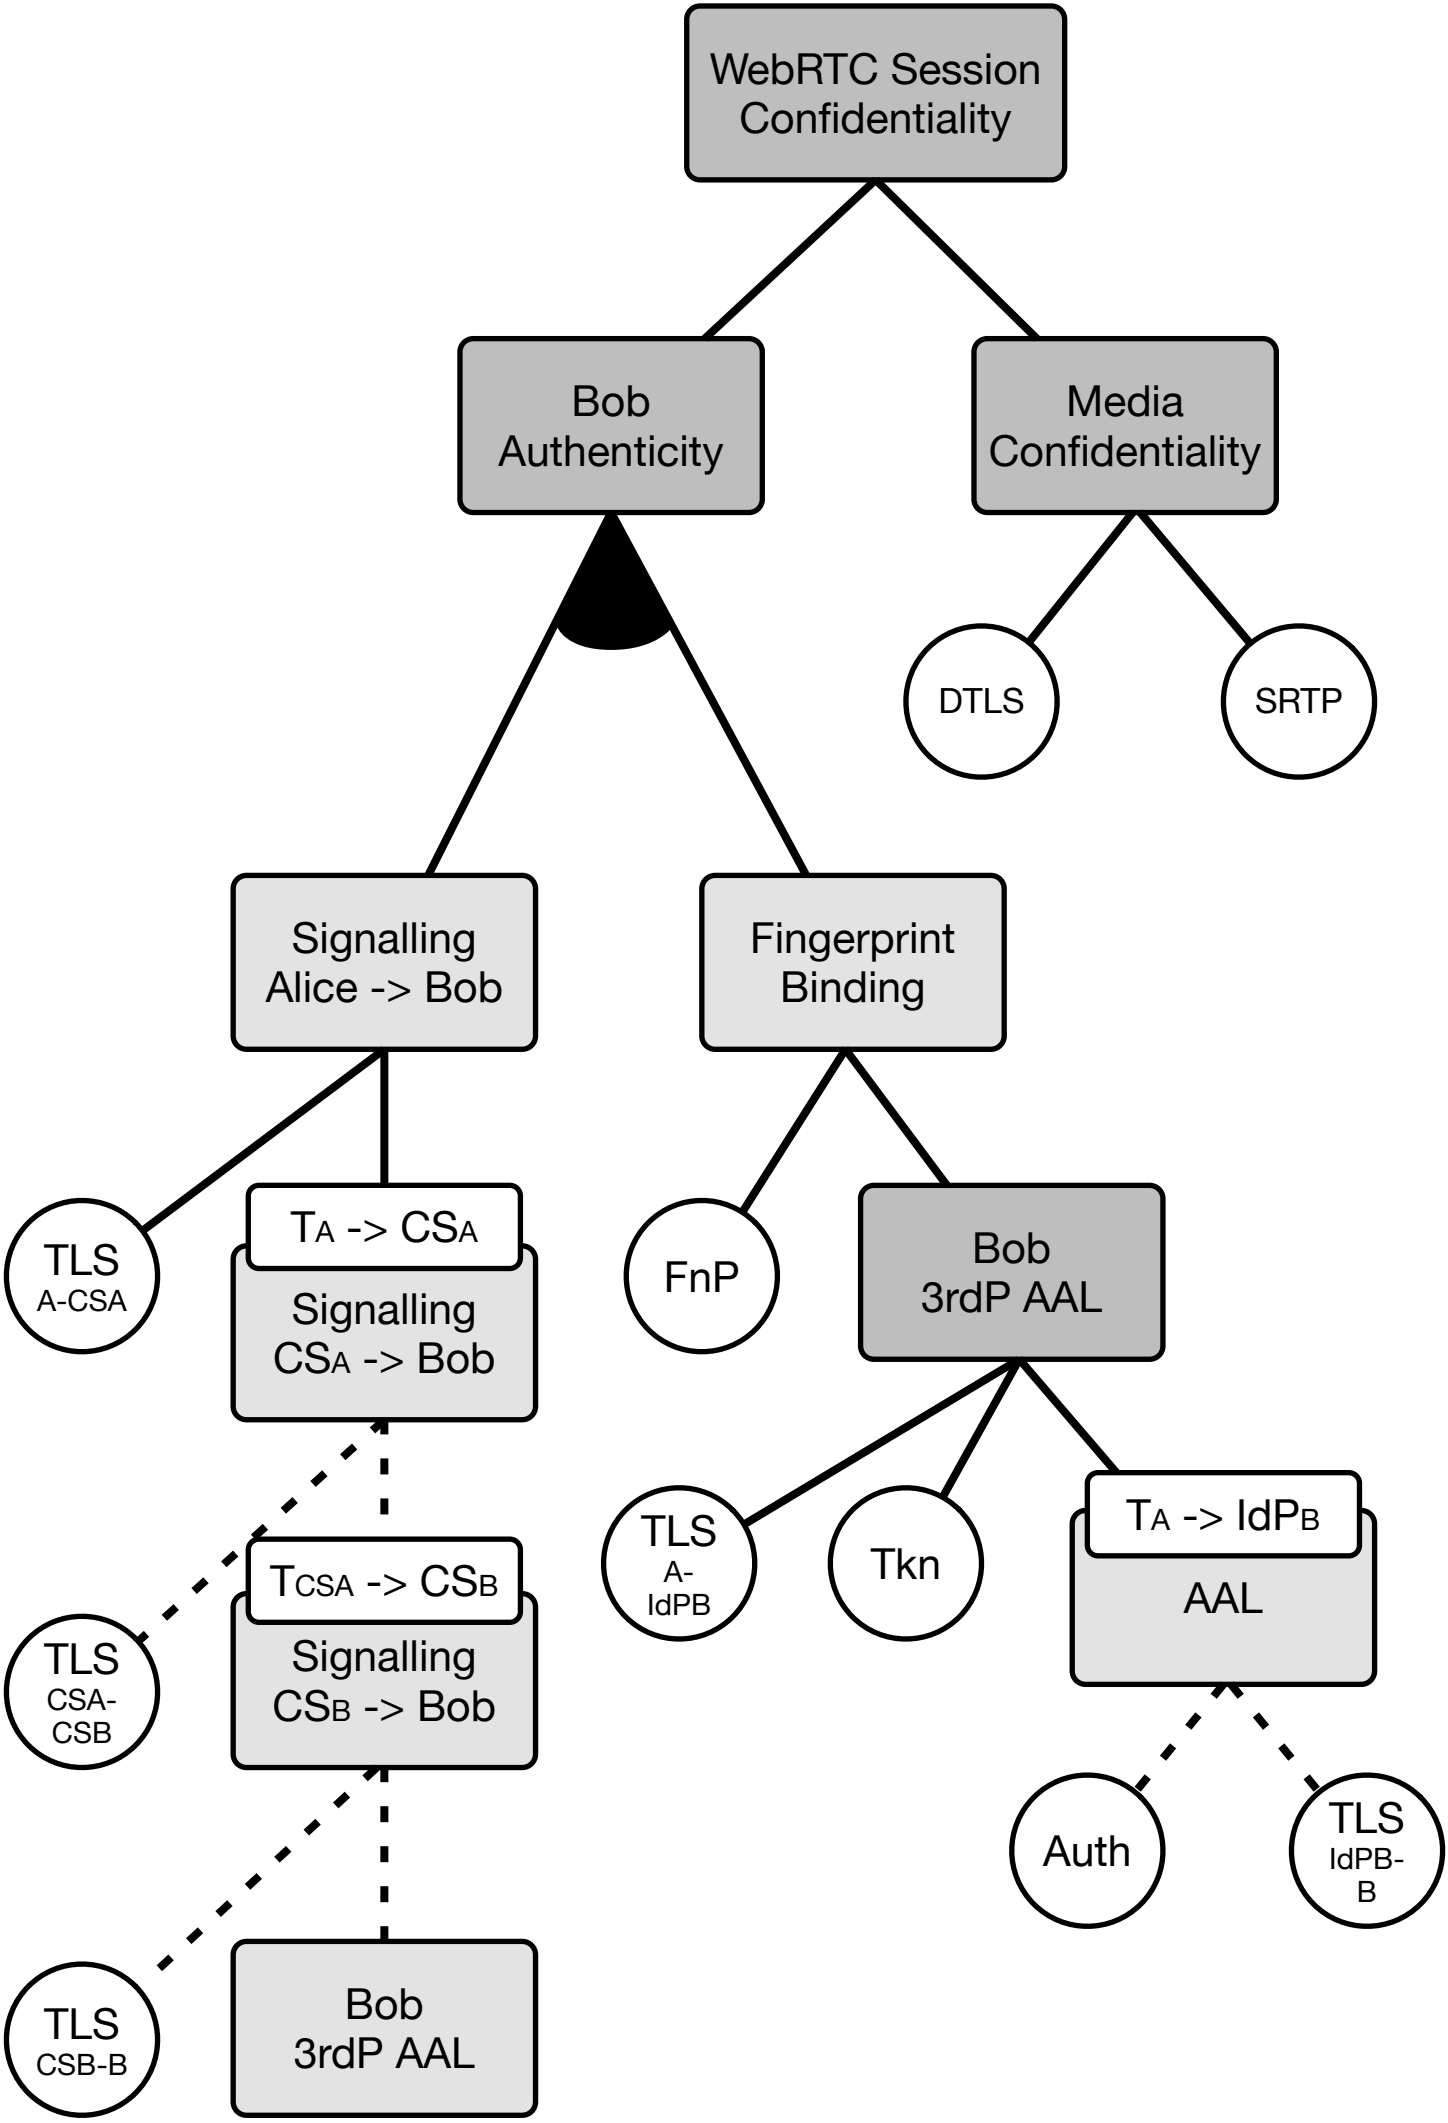 WebRTC Session
Confidentiality
Bob
Authenticity
Media
Confidentiality
DTLS
SRTP
Signalling
Alice -> Bob
Fingerprint
Binding
TLS
A-CSA
TA -> CSA
Signalling
CSA -> Bob
FnP
Bob
3rdP AAL
TLS
A-
IdPB
Tkn
TA -> IdPB
AAL
TLS
CSA-
CSB
TCSA -> CSB
Signalling
CSB -> Bob
Auth
TLS
IdPB-
B
TLS
CSB-B
Bob
3rdP AAL